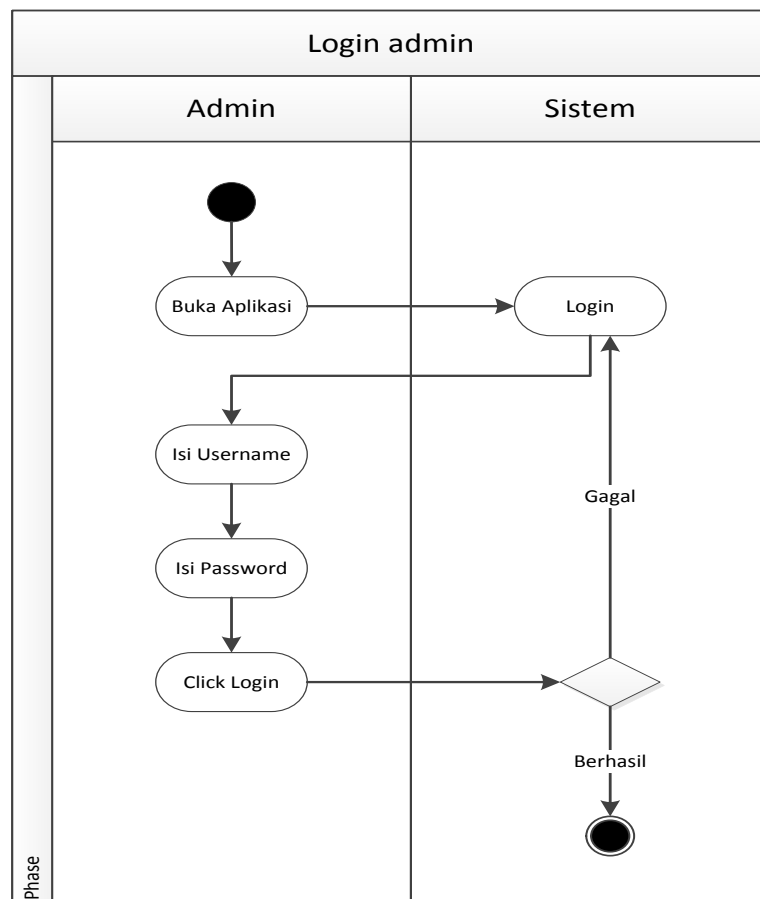 Login admin
Admin
Sistem
Buka Aplikasi
Login
Isi Username
Gagal
Isi Password
Click Login
Berhasil
Phase